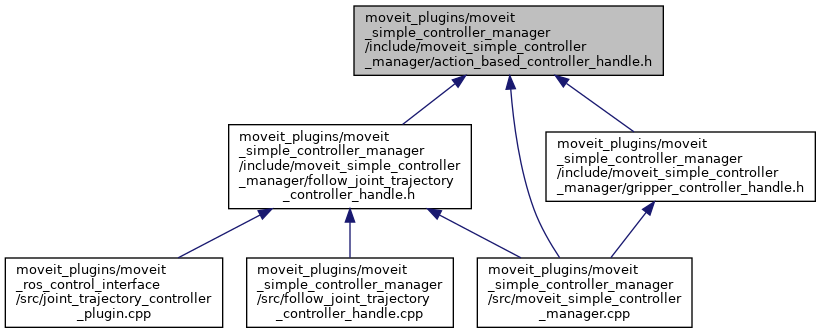 moveit_plugins/moveit
_simple_controller_manager
/include/moveit_simple_controller
_manager/action_based_controller_handle.h
moveit_plugins/moveit
_simple_controller_manager
/include/moveit_simple_controller
_manager/follow_joint_trajectory
_controller_handle.h
moveit_plugins/moveit
_simple_controller_manager
/include/moveit_simple_controller
_manager/gripper_controller_handle.h
moveit_plugins/moveit
_ros_control_interface
/src/joint_trajectory_controller
_plugin.cpp
moveit_plugins/moveit
_simple_controller_manager
/src/follow_joint_trajectory
_controller_handle.cpp
moveit_plugins/moveit
_simple_controller_manager
/src/moveit_simple_controller
_manager.cpp